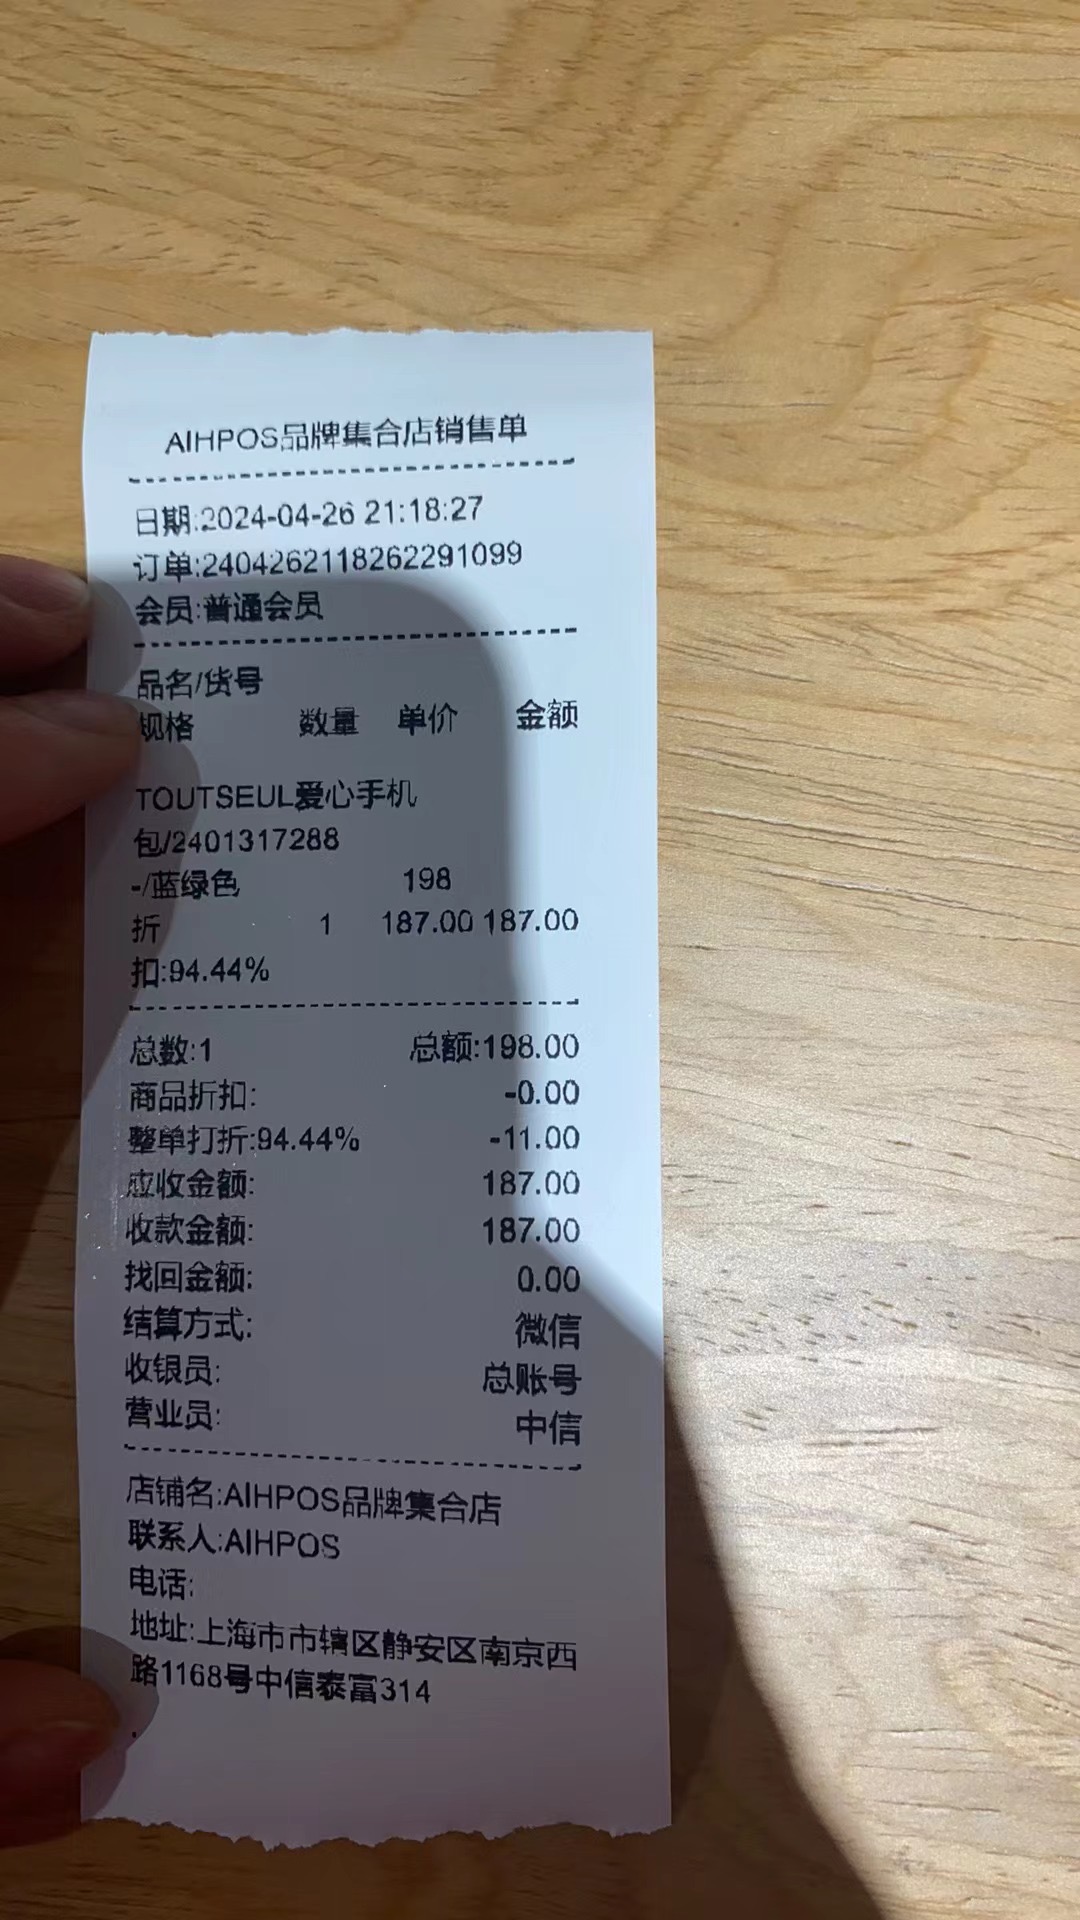 AIHPOS品牌集合店销售单
日期:2024-04-26 21:18:27
订单:2404262118262291099
会员:普通会员
品名/货号
规格 数量 单价 金额
TOUTSEUL爱心手机
包/2401317288
-/蓝绿色 198
折 1 187.00 187.00
扣:94.44%
总数:1 总额:198.00
商品折扣: -0.00
整单打折:94.44% -11.00
应收金额: 187.00
收款金额: 187.00
找回金额: 0.00
结算方式: 微信
收银员: 总账号
营业员: 中信
店铺名:AIHPOS品牌集合店
联系人:AIHPOS
电话:
地址:上海市市辖区静安区南京西
路1168号中信泰富314
.